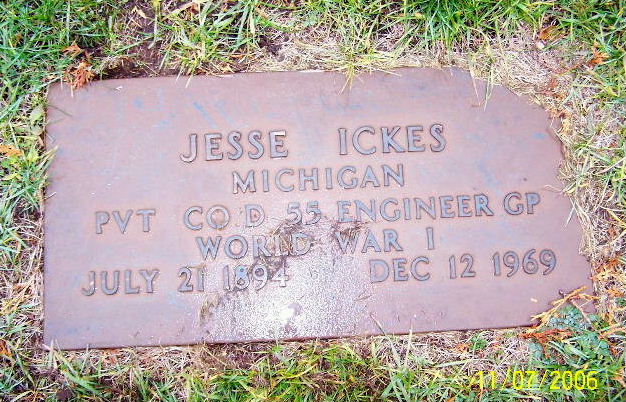 JESSE ICKES
MICHIGAN
PVT CO D 55 ENGINEER GP
WORLD WAR I
JULY 21 1894 DEC 12 1969
11/07/2006